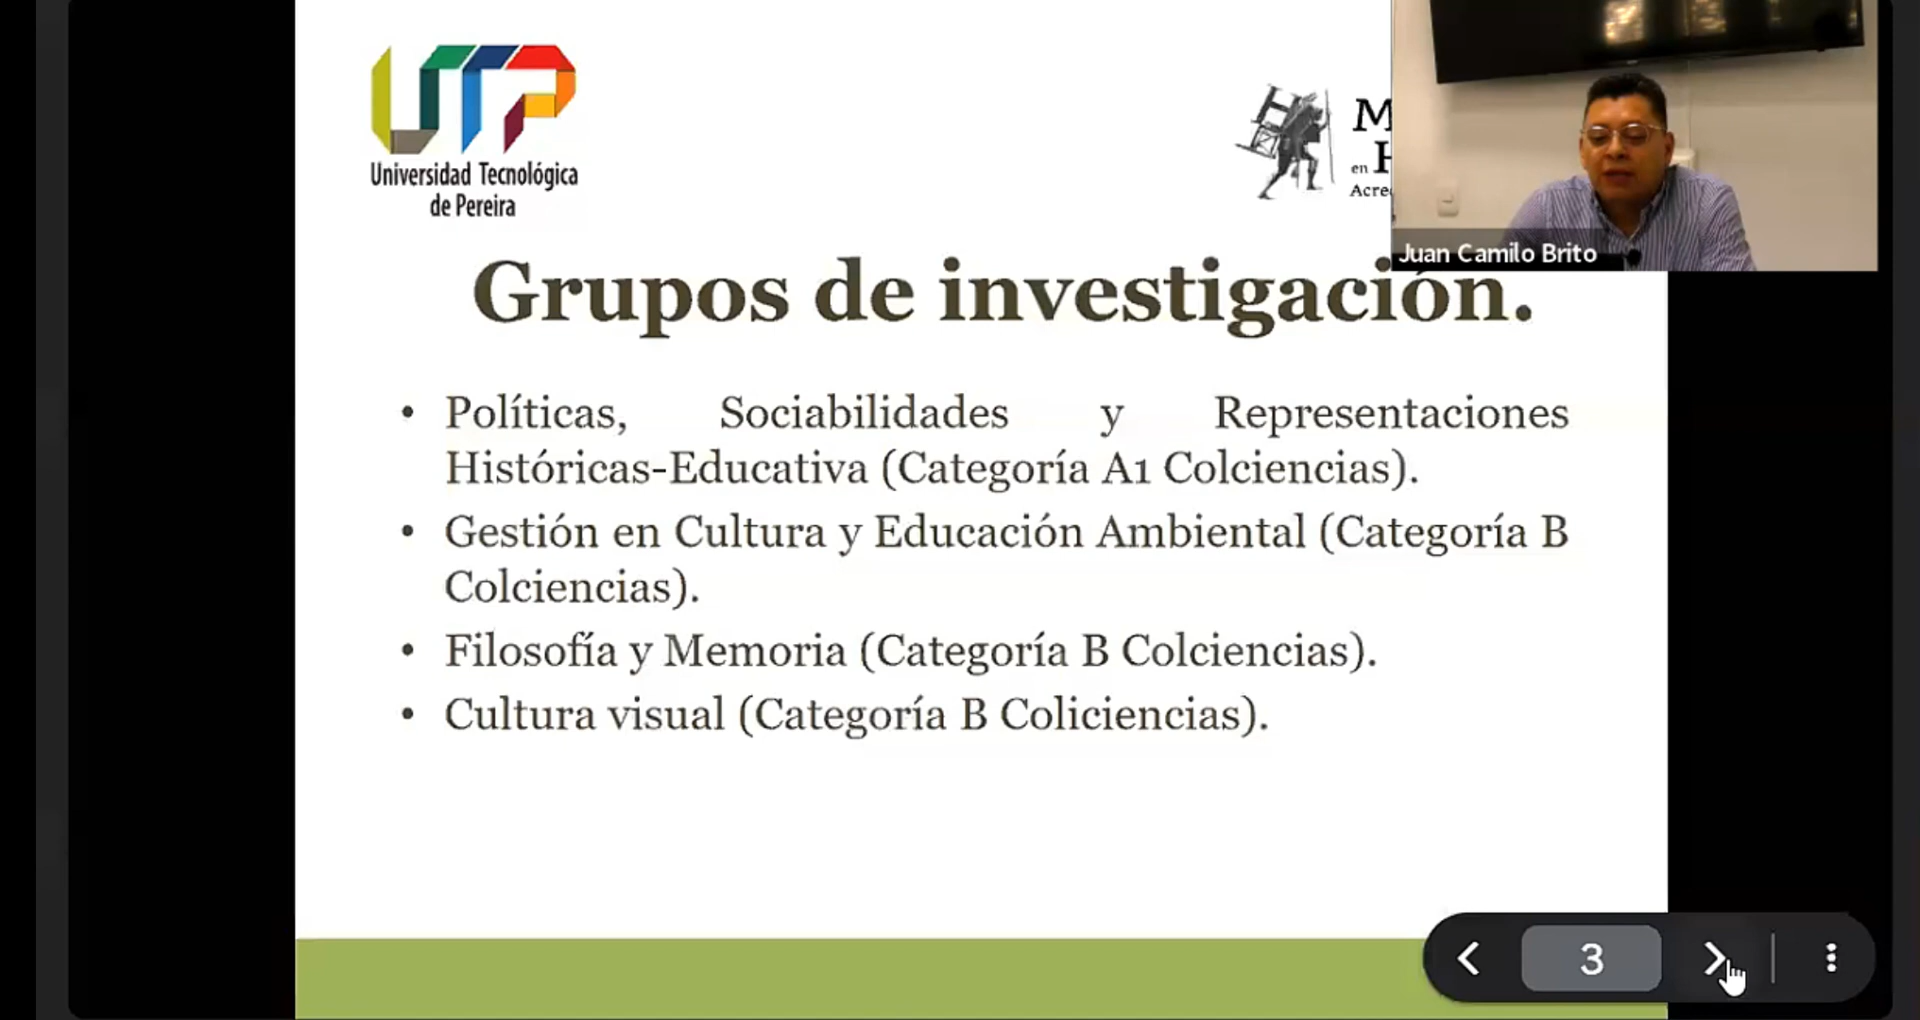 Universidad Tecnológica
de Pereira
en
Juan Camilo Brito
Grupos de investigación.
• Políticas, Sociabilidades y Representaciones
Históricas-Educativa (Categoría A1 Colciencias).
• Gestión en Cultura y Educación Ambiental (Categoría B
Colciencias).
• Filosofía y Memoria (Categoría B Colciencias).
• Cultura visual (Categoría B Coliciencias).
3